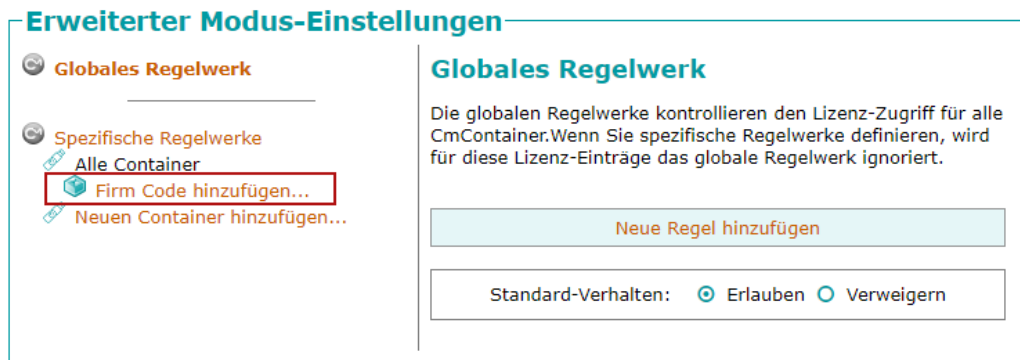 Erweiterter Modus-Einstellungen
Globales Regelwerk
Spezifische Regelwerke
Alle Container
Firm Code hinzufügen...
Neuen Container hinzufügen...
Globales Regelwerk
Die globalen Regelwerke kontrollieren den Lizenz-Zugriff für alle
CmContainer.Wenn Sie spezifische Regelwerke definieren, wird
für diese Lizenz-Einträge das globale Regelwerk ignoriert.
Neue Regel hinzufügen
Standard-Verhalten: Erlauben Verweigern